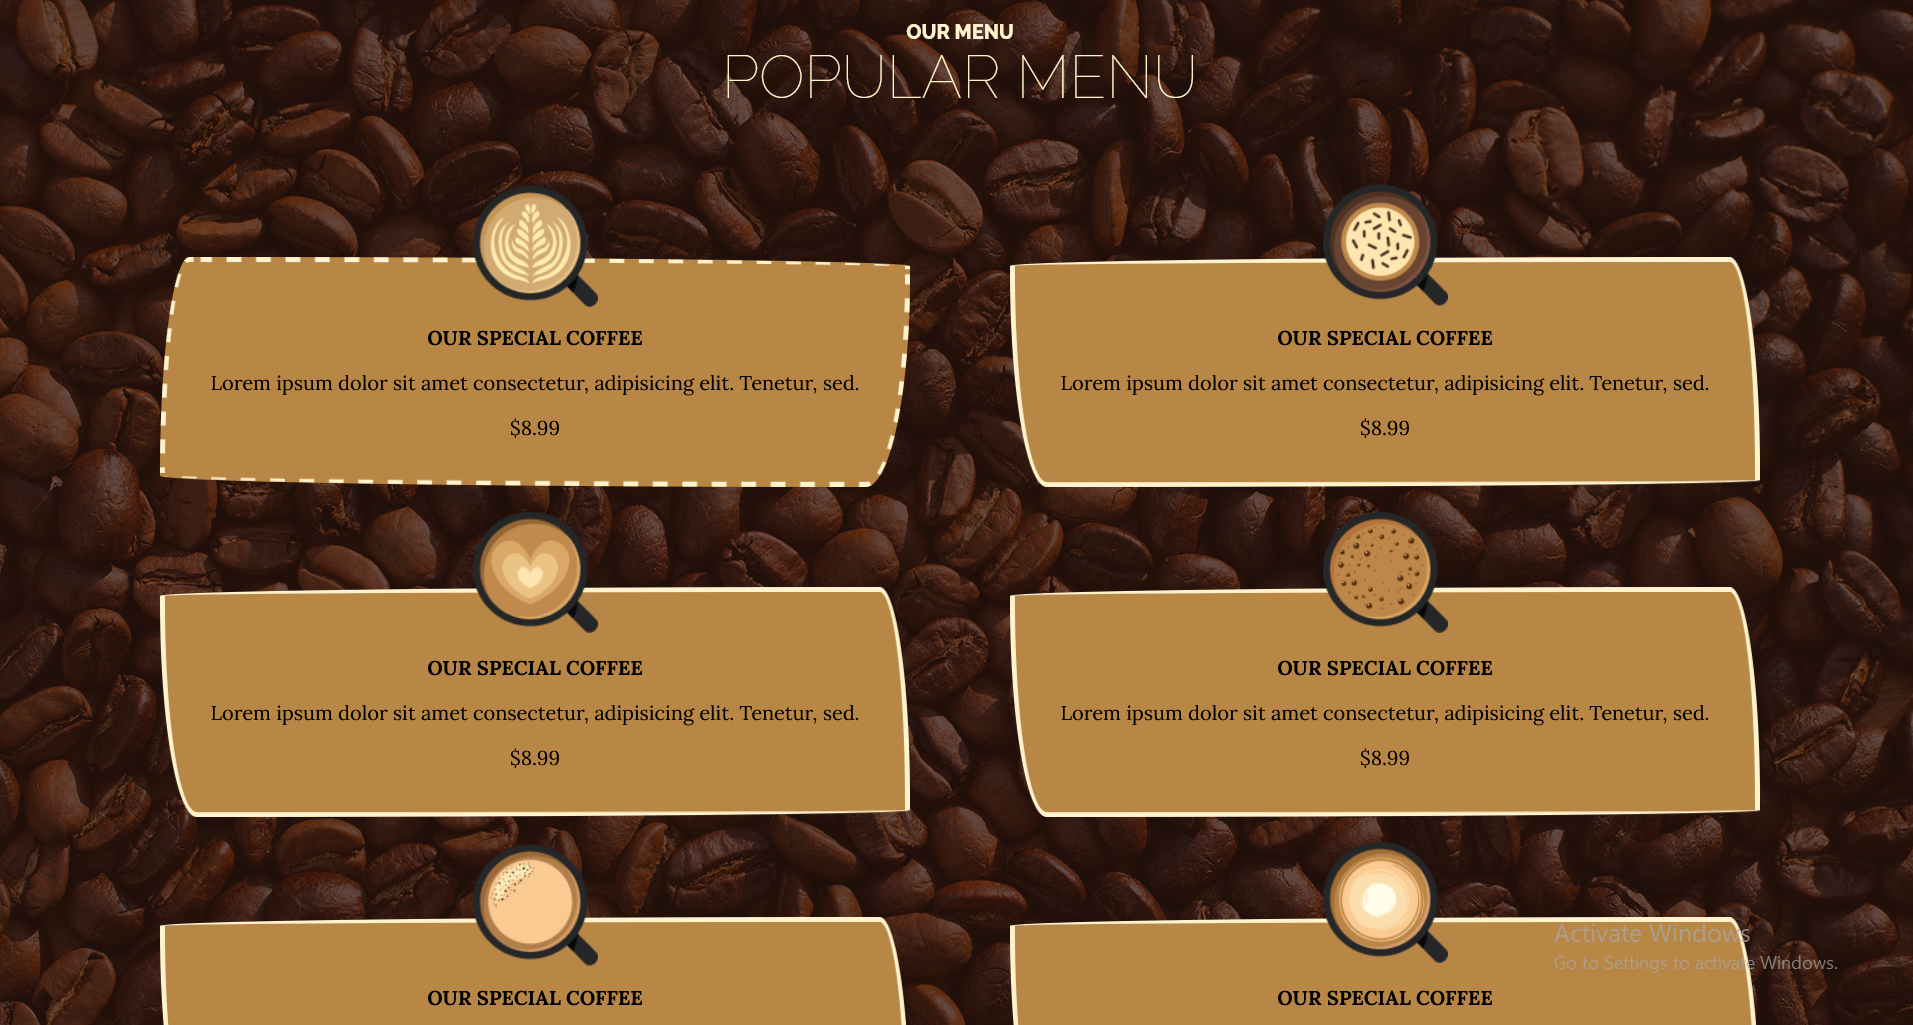 OUR MENU
POPULAR MENU
OUR SPECIAL COFFEE
Lorem ipsum dolor sit amet consectetur, adipisicing elit. Tenetur, sed.
$8.99
OUR SPECIAL COFFEE
Lorem ipsum dolor sit amet consectetur, adipisicing elit. Tenetur, sed.
$8.99
OUR SPECIAL COFFEE
Lorem ipsum dolor sit amet consectetur, adipisicing elit. Tenetur, sed.
$8.99
OUR SPECIAL COFFEE
Lorem ipsum dolor sit amet consectetur, adipisicing elit. Tenetur, sed.
$8.99
OUR SPECIAL COFFEE
OUR SPECIAL COFFEE
Activate Windows
Go to Settings to activate Windows.